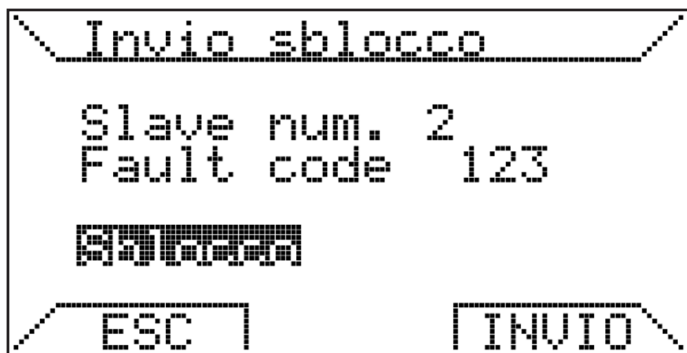 Invio sblocco
Slave num. 2
Fault code 123
Sblocco
ESC INVIO